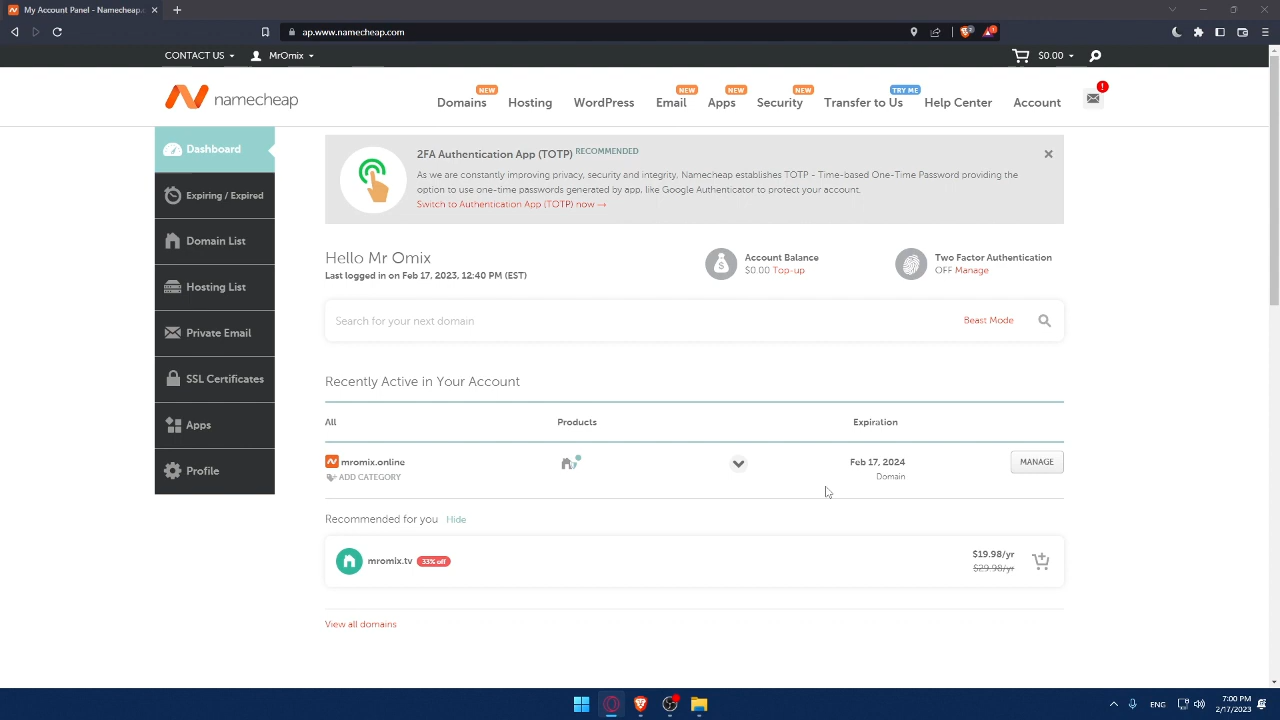 My Account Panel - Namecheap.
ap.www.namecheap.com
CONTACT US
MrOmix
$0.00
namecheap
NEW
NEW
NEW
NEW
TRY ME
Domains
Hosting
WordPress
Email
Apps
Security
Transfer to Us
Help Center
Account
!
Dashboard
Expiring / Expired
Domain List
Hosting List
Private Email
SSL Certificates
Apps
Profile
2FA Authentication App (TOTP) RECOMMENDED
As we are constantly improving privacy, security and integrity, Namecheap establishes TOTP - Time-based One-Time Password providing the
option to use one-time passwords generated by app, like Google Authenticator to protect your account.
Switch to Authentication App (TOTP) now →
Hello Mr Omix
Last logged in on Feb 17, 2023, 12:40 PM (EST)
Account Balance
$0.00 Top-up
Two Factor Authentication
OFF Manage
Search for your next domain
Beast Mode
Recently Active in Your Account
All
Products
Expiration
mromix.online
ADD CATEGORY
Feb 17, 2024
Domain
MANAGE
Recommended for you Hide
mromix.tv 33% off
$19.98/yr
$29.98/yr
View all domains
ENG
7:00 PM
2/17/2023